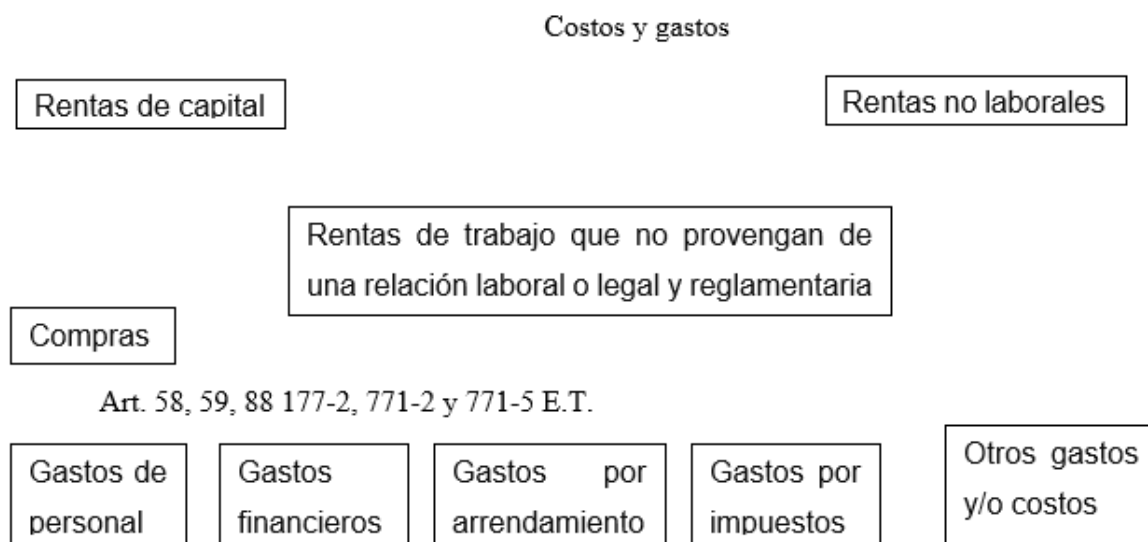 Costos y gastos
Rentas de capital
Rentas no laborales
Rentas de trabajo que no provengan de
una relación laboral o legal y reglamentaria
Compras
Art. 58, 59, 88 177-2, 771-2 y 771-5 E.T.
Gastos de
personal
Gastos
financieros
Gastos por
arrendamiento
Gastos por
impuestos
Otros gastos
y/o costos